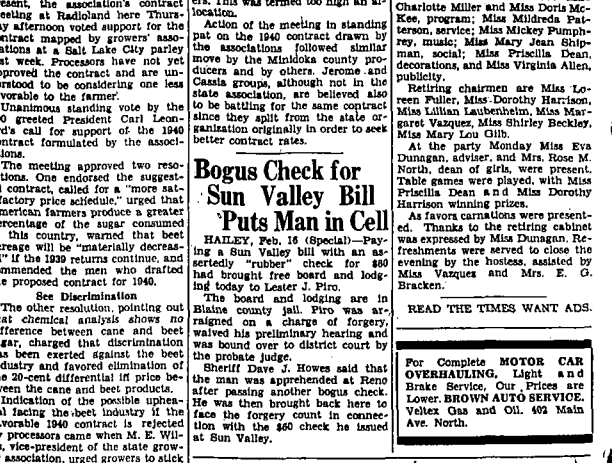 esent, the association's contract
meeting at Radioland here Thurs-
y afternoon voted support for the
ntract mapped by growers' asso-
ations at a Salt Lake City parley
st week. Processors have not yet
proved the contract and are un-
rstood to be considering one less
vorable to the farmer.
Unanimous standing vote by the
0 greeted President Carl Leon-
rd's call for support of the 1940
ntract formulated by the associ-
ions.
The meeting approved two reso-
tions. One endorsed the suggest-
d contract, called for a "more sat-
factory price schedule," urged that
merican farmers produce a greater
ercentage of the sugar consumed
this country, warned that beet
reage will be "materially decreas-
" if the 1939 returns continue, and
mmended the men who drafted
e proposed contract for 1940.
See Discrimination
The other resolution, pointing out
at chemical analysis shows no
fference between cane and beet
gar, charged that discrimination
as been exerted against the beet
dustry and favored elimination of
e 20-cent differential in price be-
veen the cane and beet products.
Indication of the possible uphea-
al facing the beet industry if the
vorable 1940 contract is rejected
y processors came when M. E. Wil-
s, vice-president of the state grow-
association, urged growers to stick
ers. This was termed too high an al-
location.
Action of the meeting in standing
pat on the 1940 contract drawn by
the associations followed similar
move by the Minidoka county pro-
ducers and by others. Jerome and
Cassia groups, although not in the
state association, are believed also
to be battling for the same contract
since they split from the state or-
ganization originally in order to seek
better contract rates.
Bogus Check for
Sun Valley Bill
Puts Man in Cell
HAILEY, Feb. 16 (Special)—Pay-
ing a Sun Valley bill with an as-
sertedly "rubber" check for $60
had brought free board and lodg-
ing today to Lester J. Piro.
The board and lodging are in
Blaine county jail. Piro was ar-
raigned on a charge of forgery,
waived his preliminary hearing and
was bound over to district court by
the probate judge.
Sheriff Dave J. Howes said that
the man was apprehended at Reno
after passing another bogus check.
He was then brought back here to
face the forgery count in connec-
tion with the $60 check he issued
at Sun Valley.
Charlotte Miller and Miss Doris Mc-
Kee, program; Miss Mildreda Pat-
terson, service; Miss Mickey Pumph-
rey, music; Miss Mary Jean Ship-
man, social; Miss Priscilla Dean,
decorations, and Miss Virginia Allen,
publicity.
Retiring chairmen are Miss Lo-
reen Fuller, Miss Dorothy Harrison,
Miss Lillian Laubenheim, Miss Mar-
garet Vazquez, Miss Shirley Beckley,
Miss Mary Lou Gilb.
At the party Monday Miss Eva
Dunagan, adviser, and Mrs. Rose M.
North, dean of girls, were present.
Table games were played, with Miss
Priscilla Dean and Miss Dorothy
Harrison winning prizes.
As favors carnations were present-
ed. Thanks to the retiring cabinet
was expressed by Miss Dunagan. Re-
freshments were served to close the
evening by the hostess, assisted by
Miss Vazquez and Mrs. E. G.
Bracken.
READ THE TIMES WANT ADS.
For Complete MOTOR CAR
OVERHAULING, Light and
Brake Service, Our Prices are
Lower. BROWN AUTO SERVICE.
Veltex Gas and Oil. 402 Main
Ave. North.